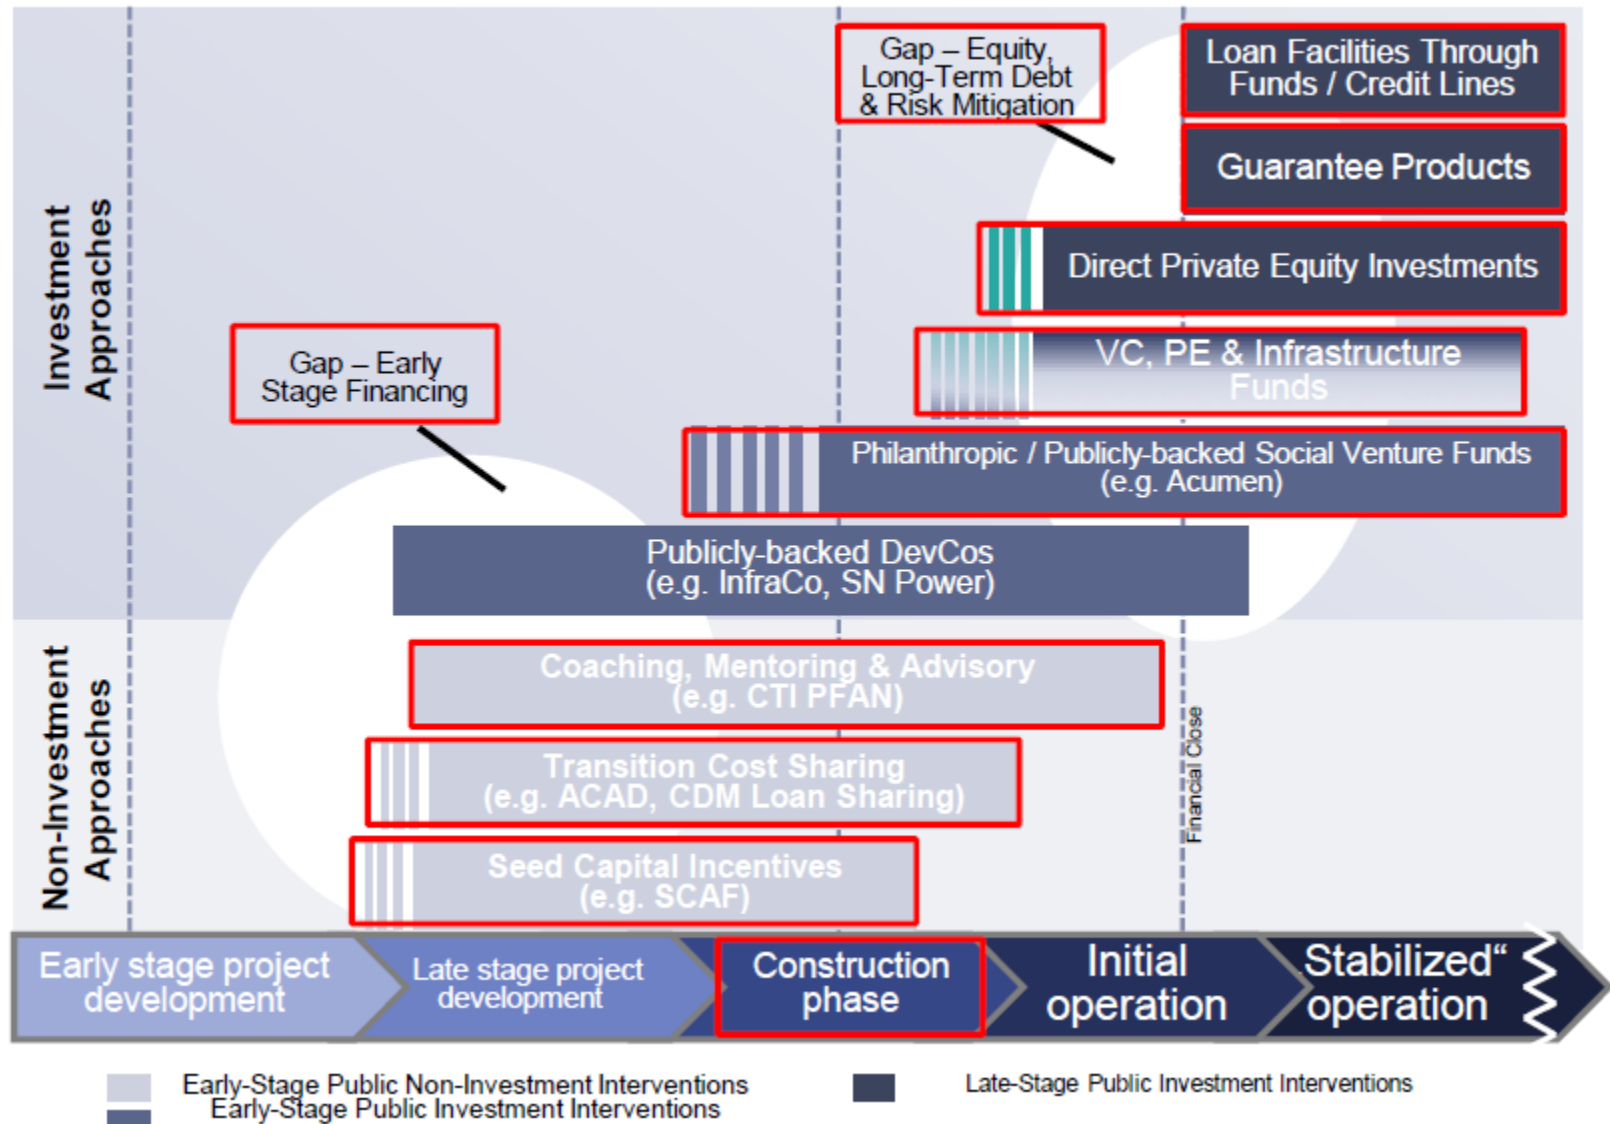 Gap – Equity,
Long-Term Debt
& Risk Mitigation
Loan Facilities Through
Funds / Credit Lines
Guarantee Products
Direct Private Equity Investments
VC, PE & Infrastructure
Funds
Investment
Approaches
Gap – Early
Stage Financing
Philanthropic / Publicly-backed Social Venture Funds
(e.g. Acumen)
Publicly-backed DevCos
(e.g. InfraCo, SN Power)
Non-Investment
Approaches
Coaching, Mentoring & Advisory
(e.g. CTI PFAN)
Transition Cost Sharing
(e.g. ACAD, CDM Loan Sharing)
Seed Capital Incentives
(e.g. SCAF)
Financial Close
Early stage project
development
Late stage project
development
Construction
phase
Initial
operation
„Stabilized“
operation
Early-Stage Public Non-Investment Interventions
Early-Stage Public Investment Interventions
Late-Stage Public Investment Interventions